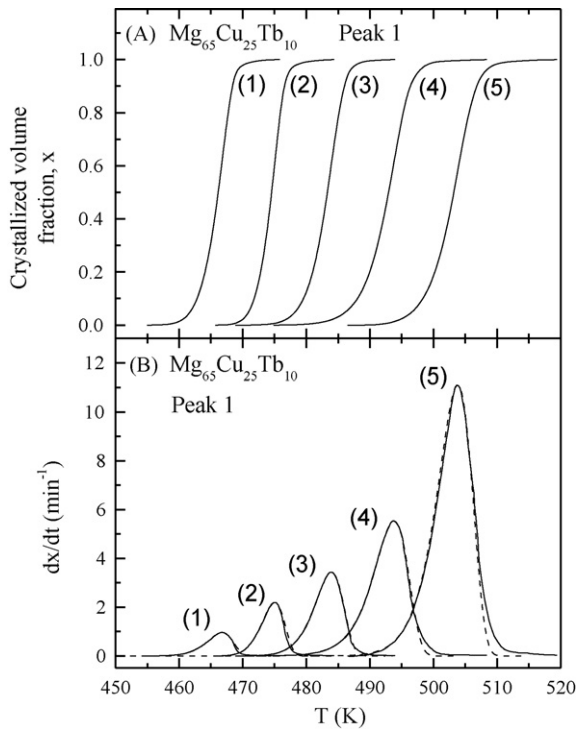 (A) Mg₆₅Cu₂₅Tb₁₀ Peak 1
Crystallized volume
fraction, x
1.0
0.8
0.6
0.4
0.2
0.0
(1) (2) (3) (4) (5)
(B) Mg₆₅Cu₂₅Tb₁₀
Peak 1
dx/dt (min⁻¹)
12
10
8
6
4
2
0
(1) (2) (3) (4) (5)
450 460 470 480 490 500 510 520
T (K)